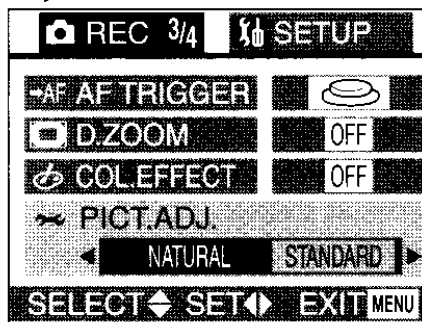 REC 3/4 SETUP
→AF AF TRIGGER
D.ZOOM OFF
COL.EFFECT OFF
PICT.ADJ.
NATURAL STANDARD
SELECT SET EXIT MENU